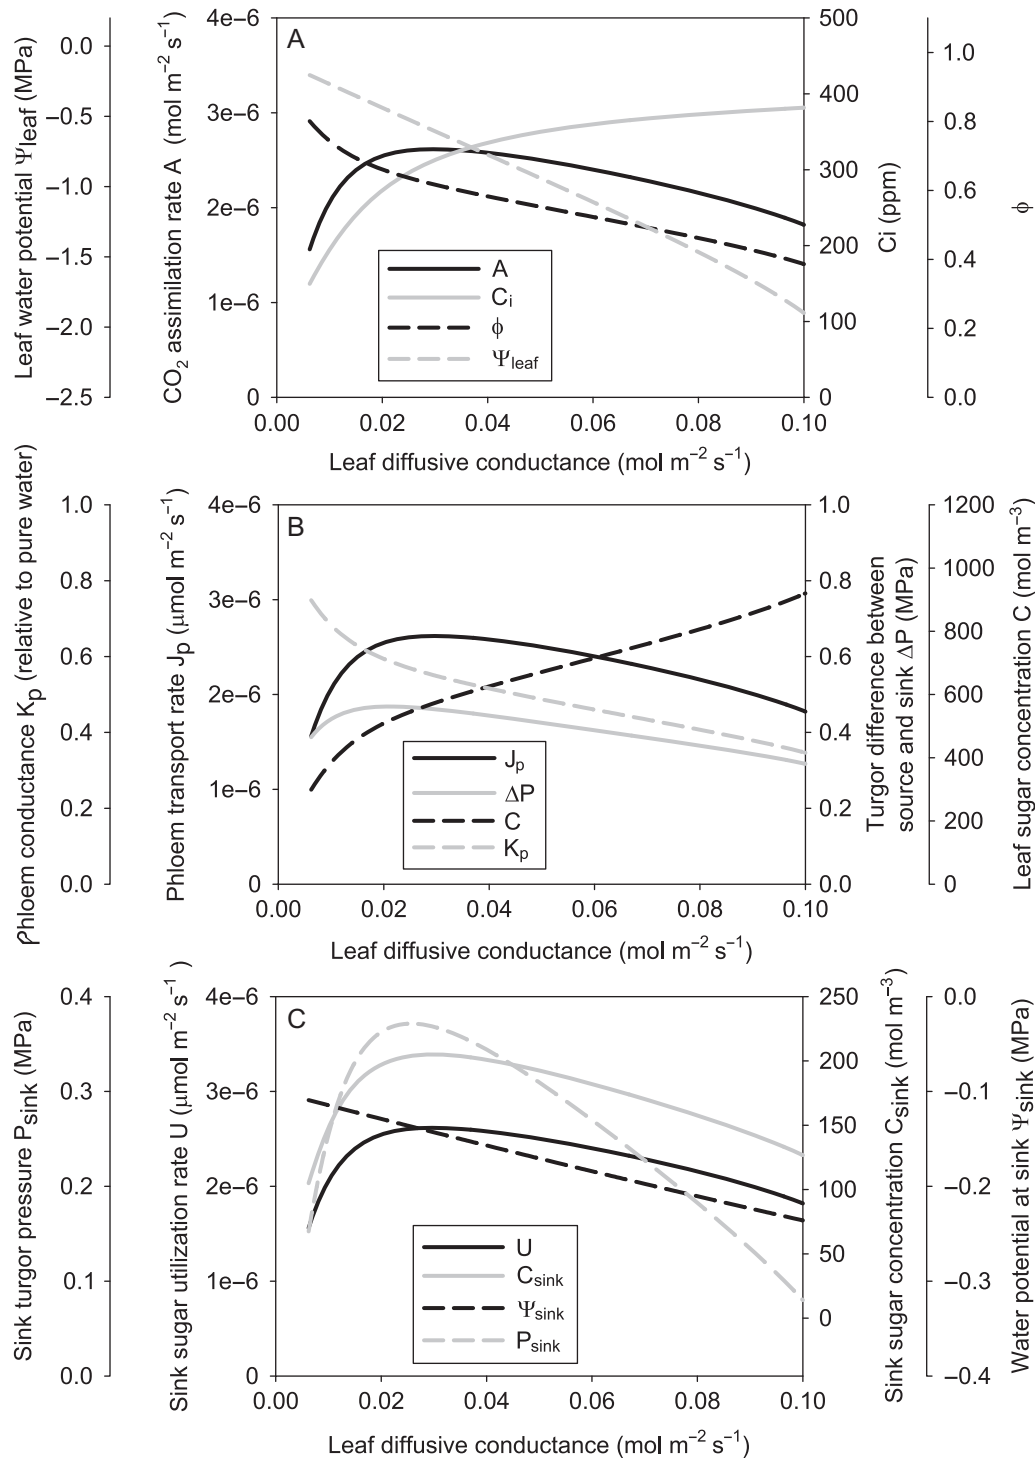 A
Leaf water potential Ψleaf (MPa)
0.0
−0.5
−1.0
−1.5
−2.0
−2.5
CO2 assimilation rate A (mol m−2 s−1)
4e−6
3e−6
2e−6
1e−6
0
500
400
300
200
100
0
Ci (ppm)
1.0
0.8
0.6
0.4
0.2
0.0
ϕ
A
Ci
ϕ
Ψleaf
0.00 0.02 0.04 0.06 0.08 0.10
Leaf diffusive conductance (mol m−2 s−1)
B
Phloem conductance Kp (relative to pure water)
1.0
0.8
0.6
0.4
0.2
0.0
Phloem transport rate Jp (μmol m−2 s−1)
4e−6
3e−6
2e−6
1e−6
0
1.0
0.8
0.6
0.4
0.2
0.0
Turgor difference between
source and sink ΔP (MPa)
1200
1000
800
600
400
200
0
Leaf sugar concentration C (mol m−3)
Jp
ΔP
C
Kp
0.00 0.02 0.04 0.06 0.08 0.10
Leaf diffusive conductance (mol m−2 s−1)
C
Sink turgor pressure Psink (MPa)
0.4
0.3
0.2
0.1
0.0
Sink sugar utilization rate U (μmol m−2 s−1 )
4e−6
3e−6
2e−6
1e−6
0
250
200
150
100
50
0
Sink sugar concentration Csink (mol m−3)
0.0
−0.1
−0.2
−0.3
−0.4
Water potential at sink Ψsink (MPa)
U
Csink
Ψsink
Psink
0.00 0.02 0.04 0.06 0.08 0.10
Leaf diffusive conductance (mol m−2 s−1)